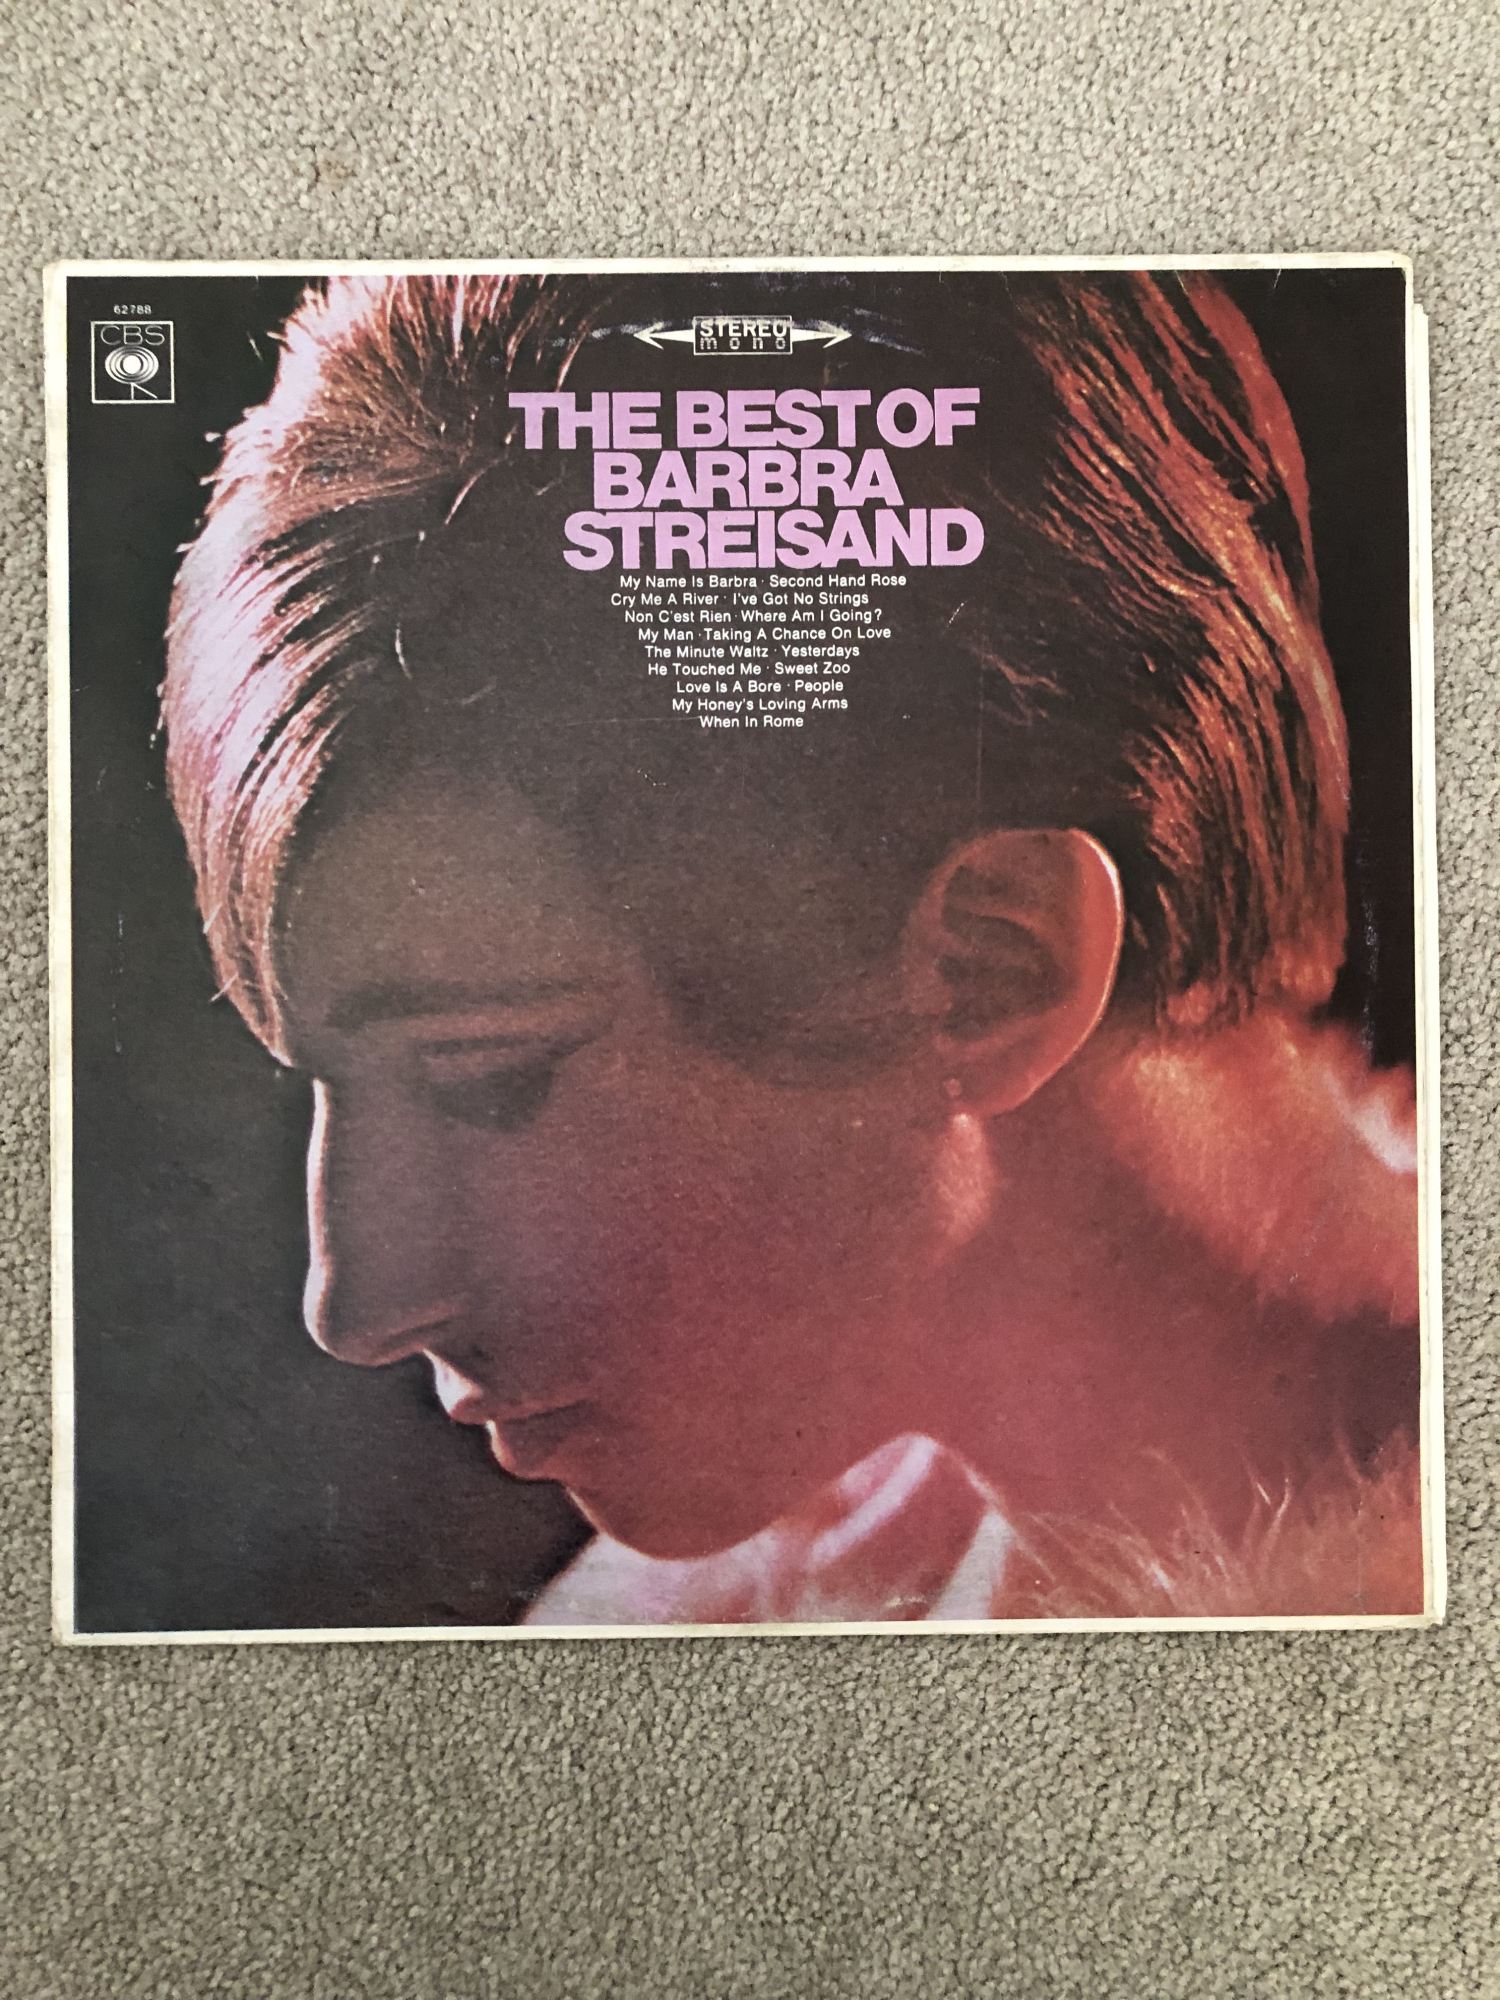 62788
CBS
STEREO
mono
THE BEST OF
BARBRA
STREISAND
My Name Is Barbra · Second Hand Rose
Cry Me A River · I've Got No Strings
Non C'est Rien · Where Am I Going?
My Man · Taking A Chance On Love
The Minute Waltz · Yesterdays
He Touched Me · Sweet Zoo
Love Is A Bore · People
My Honey's Loving Arms
When In Rome